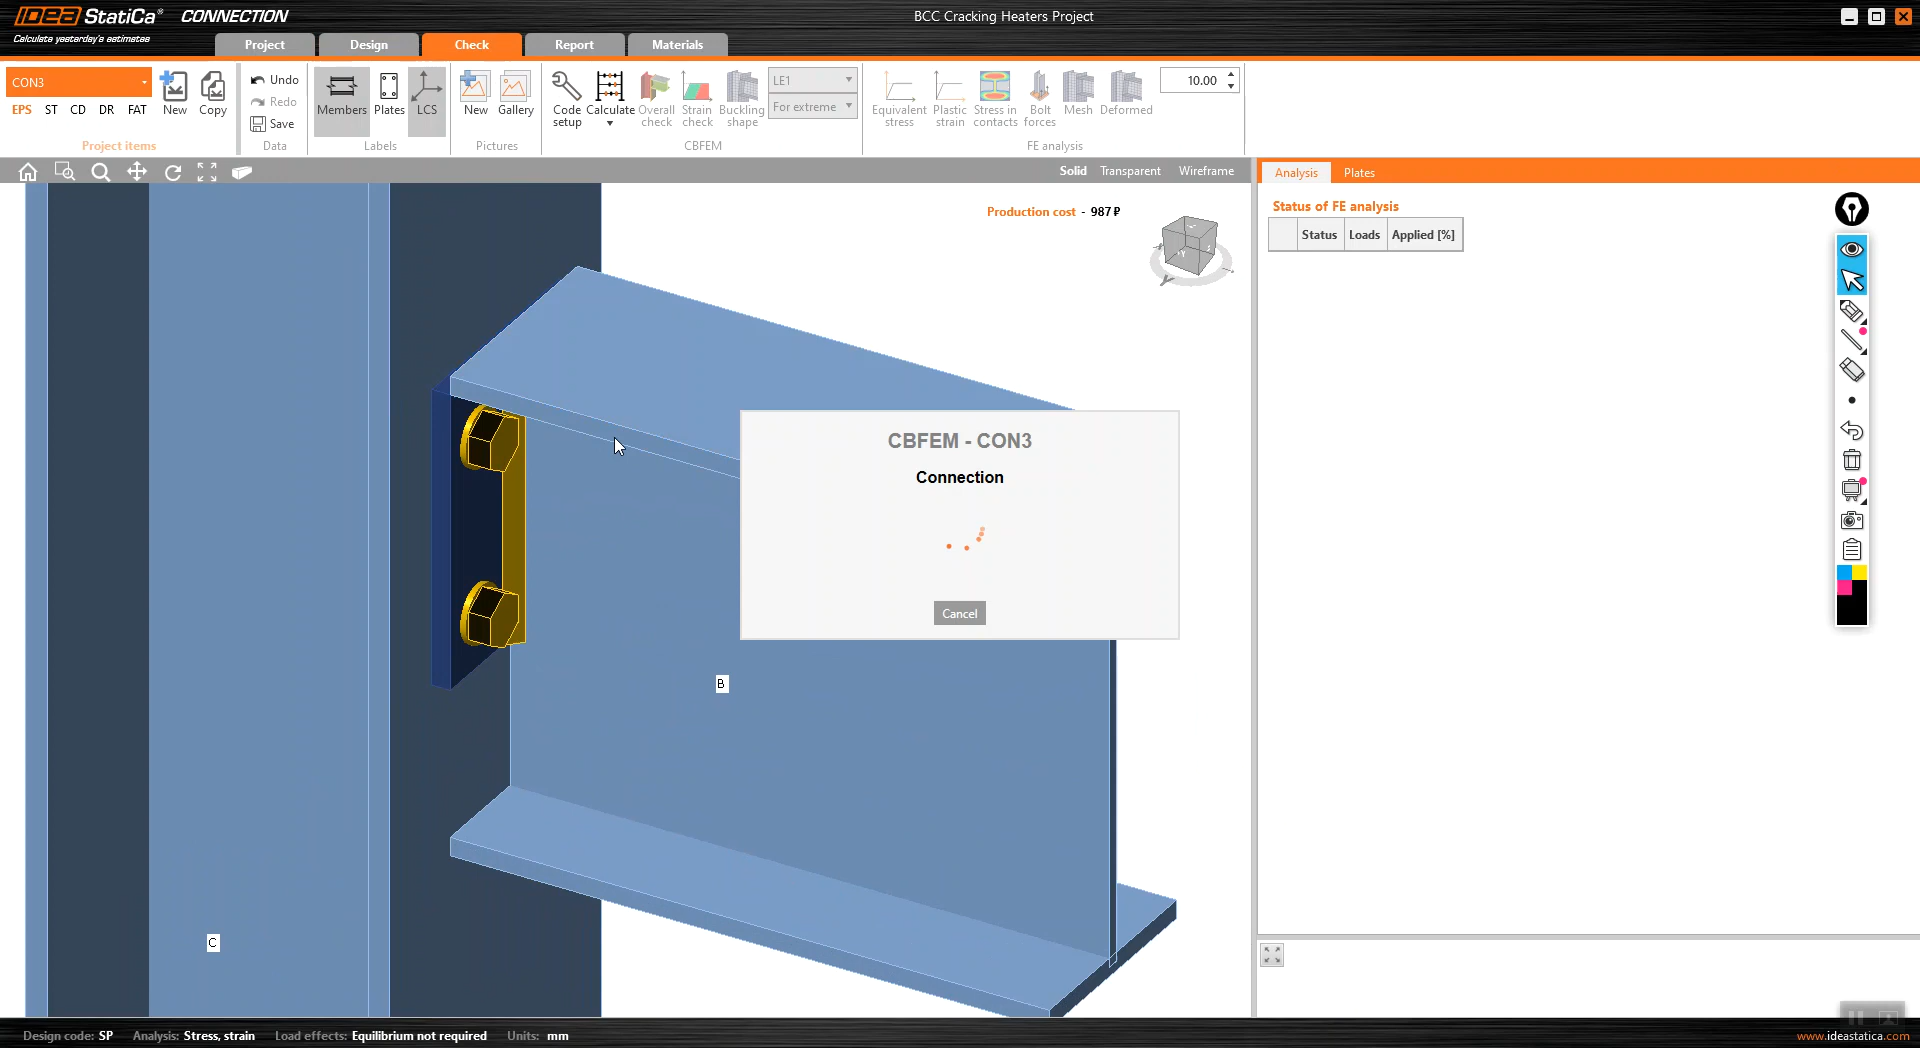 IDEA StatiCa® CONNECTION
Calculate yesterday's estimates
BCC Cracking Heaters Project
Project Design Check Report Materials
CON3
EPS ST CD DR FAT
New Copy
Project items
Undo
Redo
Save
Data
Members Plates LCS
Labels
New Gallery
Pictures
Code setup Calculate Overall check Strain check Buckling shape
LE1
For extreme
CBFEM
Equivalent stress Plastic strain Stress in contacts Bolt forces Mesh Deformed
FE analysis
10.00
Solid Transparent Wireframe
Production cost - 987 ₽
Analysis Plates
Status of FE analysis
Status Loads Applied [%]
CBFEM - CON3
Connection
Cancel
B
C
Design code: SP Analysis: Stress, strain Load effects: Equilibrium not required Units: mm
www.ideastatica.com